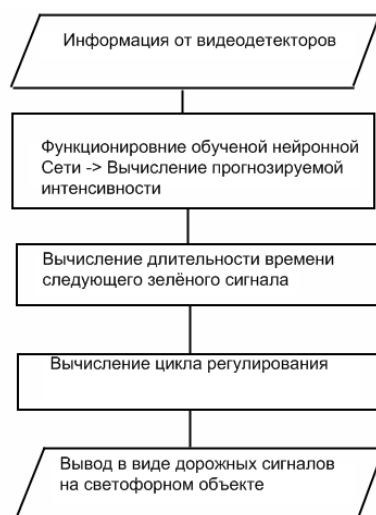 Информация от видеодетекторов
Функционировние обученой нейронной
Сети -> Вычисление прогнозируемой
интенсивности
Вычисление длительности времени
следующего зелёного сигнала
Вычисление цикла регулирования
Вывод в виде дорожных сигналов
на светофорном объекте